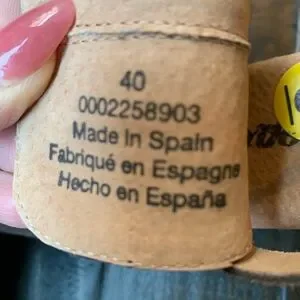 40
0002258903
Made In Spain
Fabriqué en Espagne
Hecho en España